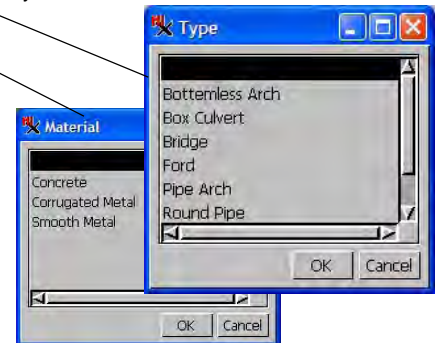 Type
Bottemless Arch
Box Culvert
Bridge
Ford
Pipe Arch
Round Pipe
OK Cancel
Material
Concrete
Corrugated Metal
Smooth Metal
OK Cancel